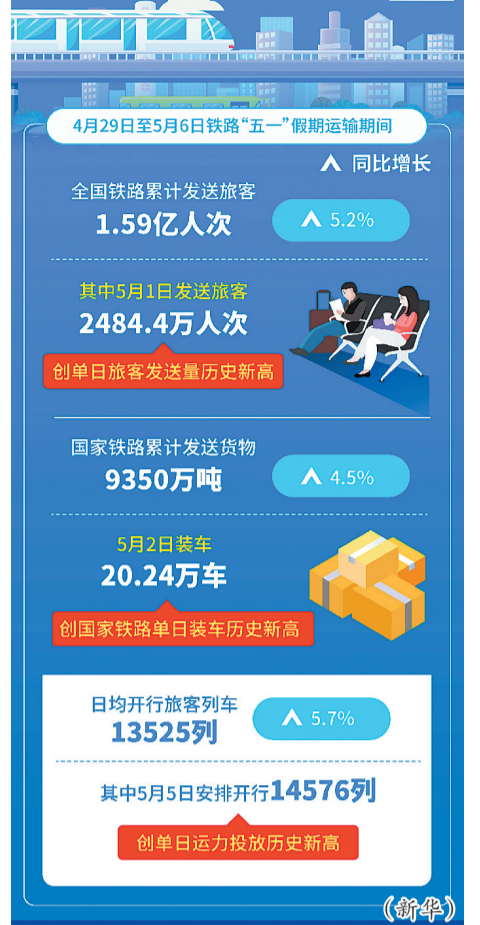 4月29日至5月6日铁路“五一”假期运输期间
同比增长
全国铁路累计发送旅客
1.59亿人次
5.2%
其中5月1日发送旅客
2484.4万人次
创单日旅客发送量历史新高
国家铁路累计发送货物
9350万吨
4.5%
5月2日装车
20.24万车
创国家铁路单日装车历史新高
日均开行旅客列车
13525列
5.7%
其中5月5日安排开行14576列
创单日运力投放历史新高
(新华)